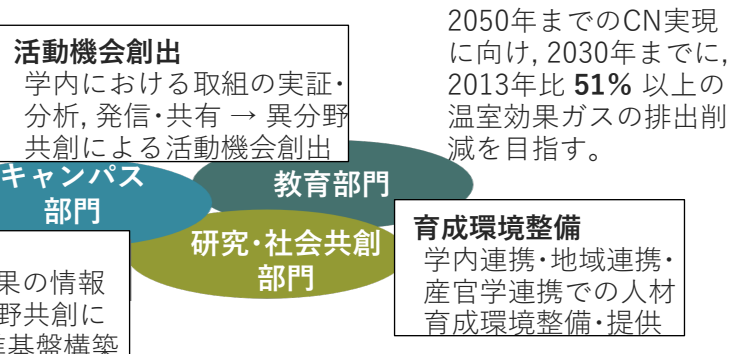 2050年までのCN実現
に向け, 2030年までに,
2013年比 51% 以上の
温室効果ガスの排出削
減を目指す。
活動機会創出
学内における取組の実証・
分析, 発信・共有 → 異分野
共創による活動機会創出
キャンパス
部門
教育部門
研究・社会共創
部門
育成環境整備
学内連携・地域連携・
産官学連携での人材
育成環境整備・提供
果の情報
野共創に
基盤構築